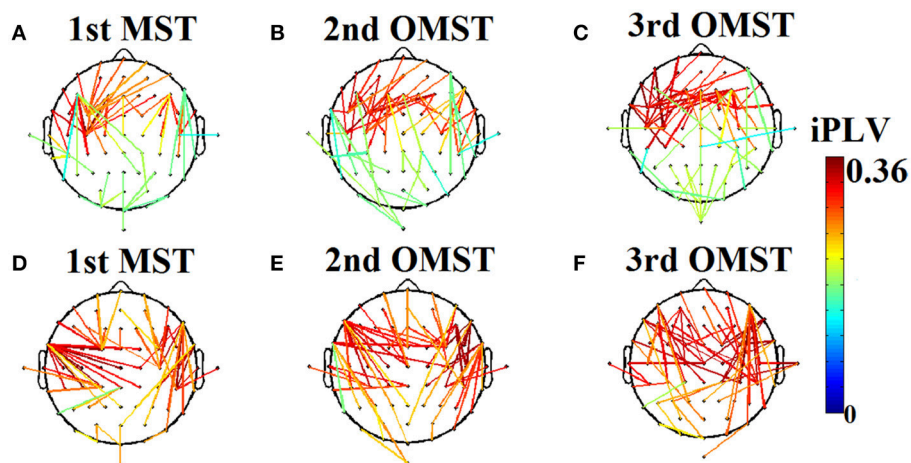 A 1st MST
B 2nd OMST
C 3rd OMST
iPLV
0.36
0
D 1st MST
E 2nd OMST
F 3rd OMST